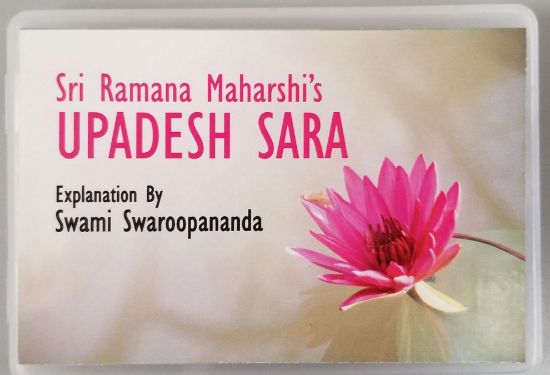 Sri Ramana Maharshi's
UPADESH SARA
Explanation By
Swami Swaroopananda